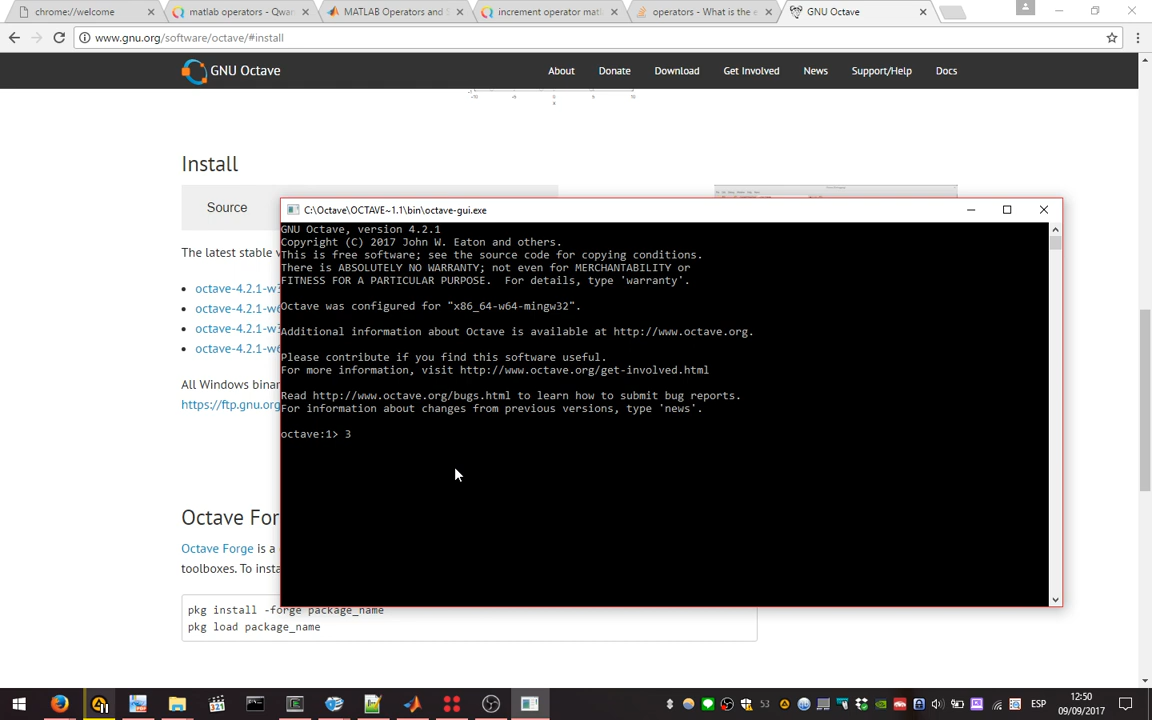 chrome://welcome
matlab operators - Qwa
MATLAB Operators and S
increment operator matl
operators - What is the e
GNU Octave
www.gnu.org/software/octave/#install
GNU Octave
About
Donate
Download
Get Involved
News
Support/Help
Docs
Install
Source
C:\Octave\OCTAVE~1.1\bin\octave-gui.exe
GNU Octave, version 4.2.1
Copyright (C) 2017 John W. Eaton and others.
This is free software; see the source code for copying conditions.
There is ABSOLUTELY NO WARRANTY; not even for MERCHANTABILITY or
FITNESS FOR A PARTICULAR PURPOSE.  For details, type 'warranty'.
Octave was configured for "x86_64-w64-mingw32".
Additional information about Octave is available at http://www.octave.org.
Please contribute if you find this software useful.
For more information, visit http://www.octave.org/get-involved.html
Read http://www.octave.org/bugs.html to learn how to submit bug reports.
For information about changes from previous versions, type 'news'.
octave:1> 3
The latest stable v
octave-4.2.1-w3
octave-4.2.1-w6
octave-4.2.1-w3
octave-4.2.1-w6
All Windows binar
https://ftp.gnu.org
Octave For
Octave Forge is a
toolboxes. To insta
pkg install -forge package_name
pkg load package_name
53
ESP
12:50
09/09/2017